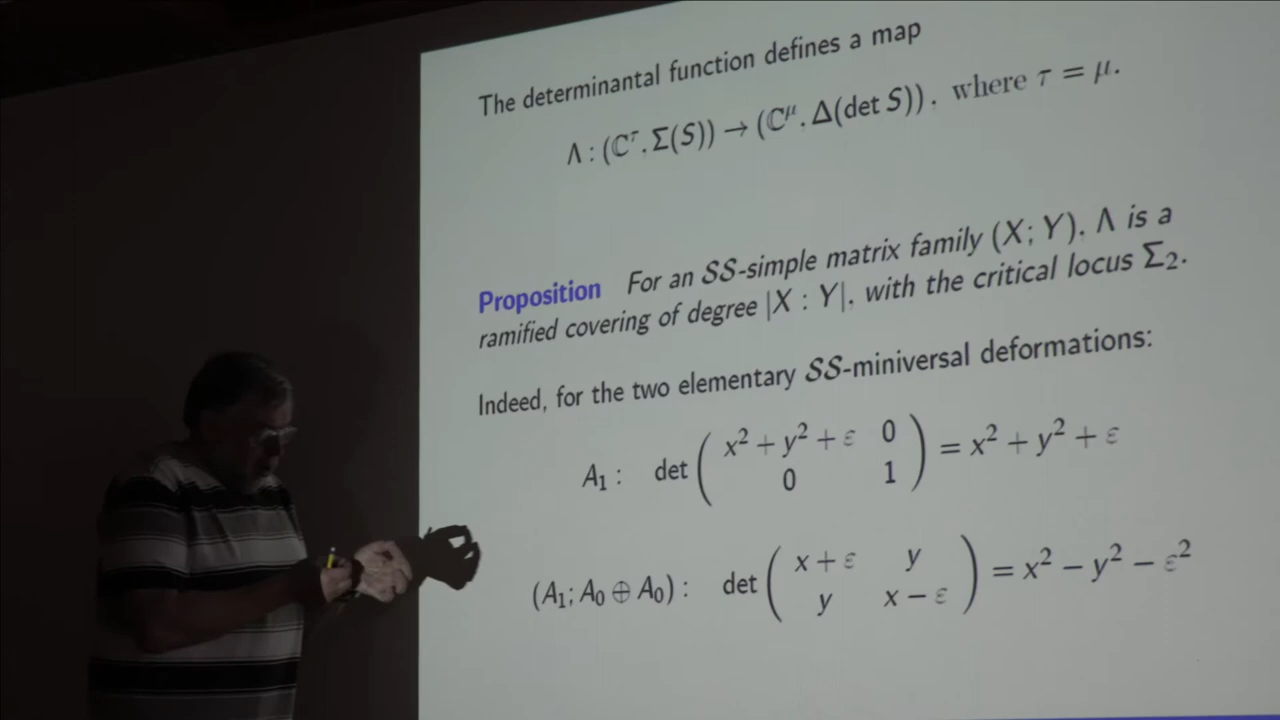 The determinantal function defines a map
Λ : (ℂ^τ, Σ(S)) → (ℂ^μ, Δ(det S)), where τ = μ.
Proposition For an SS-simple matrix family (X; Y), Λ is a
ramified covering of degree |X : Y|, with the critical locus Σ₂.
Indeed, for the two elementary SS-miniversal deformations:
A₁ : det ( x² + y² + ε 0 ; 0 1 ) = x² + y² + ε
(A₁; A₀ ⊕ A₀) : det ( x + ε y ; y x − ε ) = x² − y² − ε²